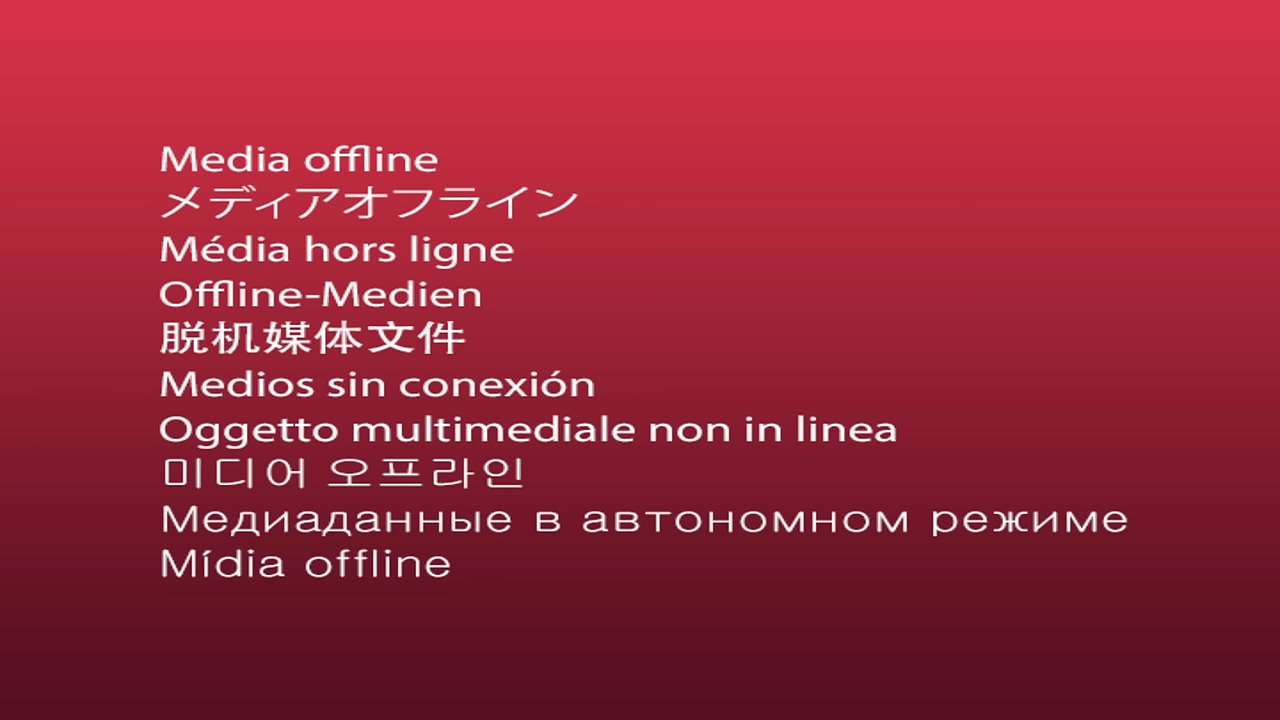 Media offline
メディアオフライン
Média hors ligne
Offline-Medien
脱机媒体文件
Medios sin conexión
Oggetto multimediale non in linea
미디어 오프라인
Медиаданные в автономном режиме
Mídia offline